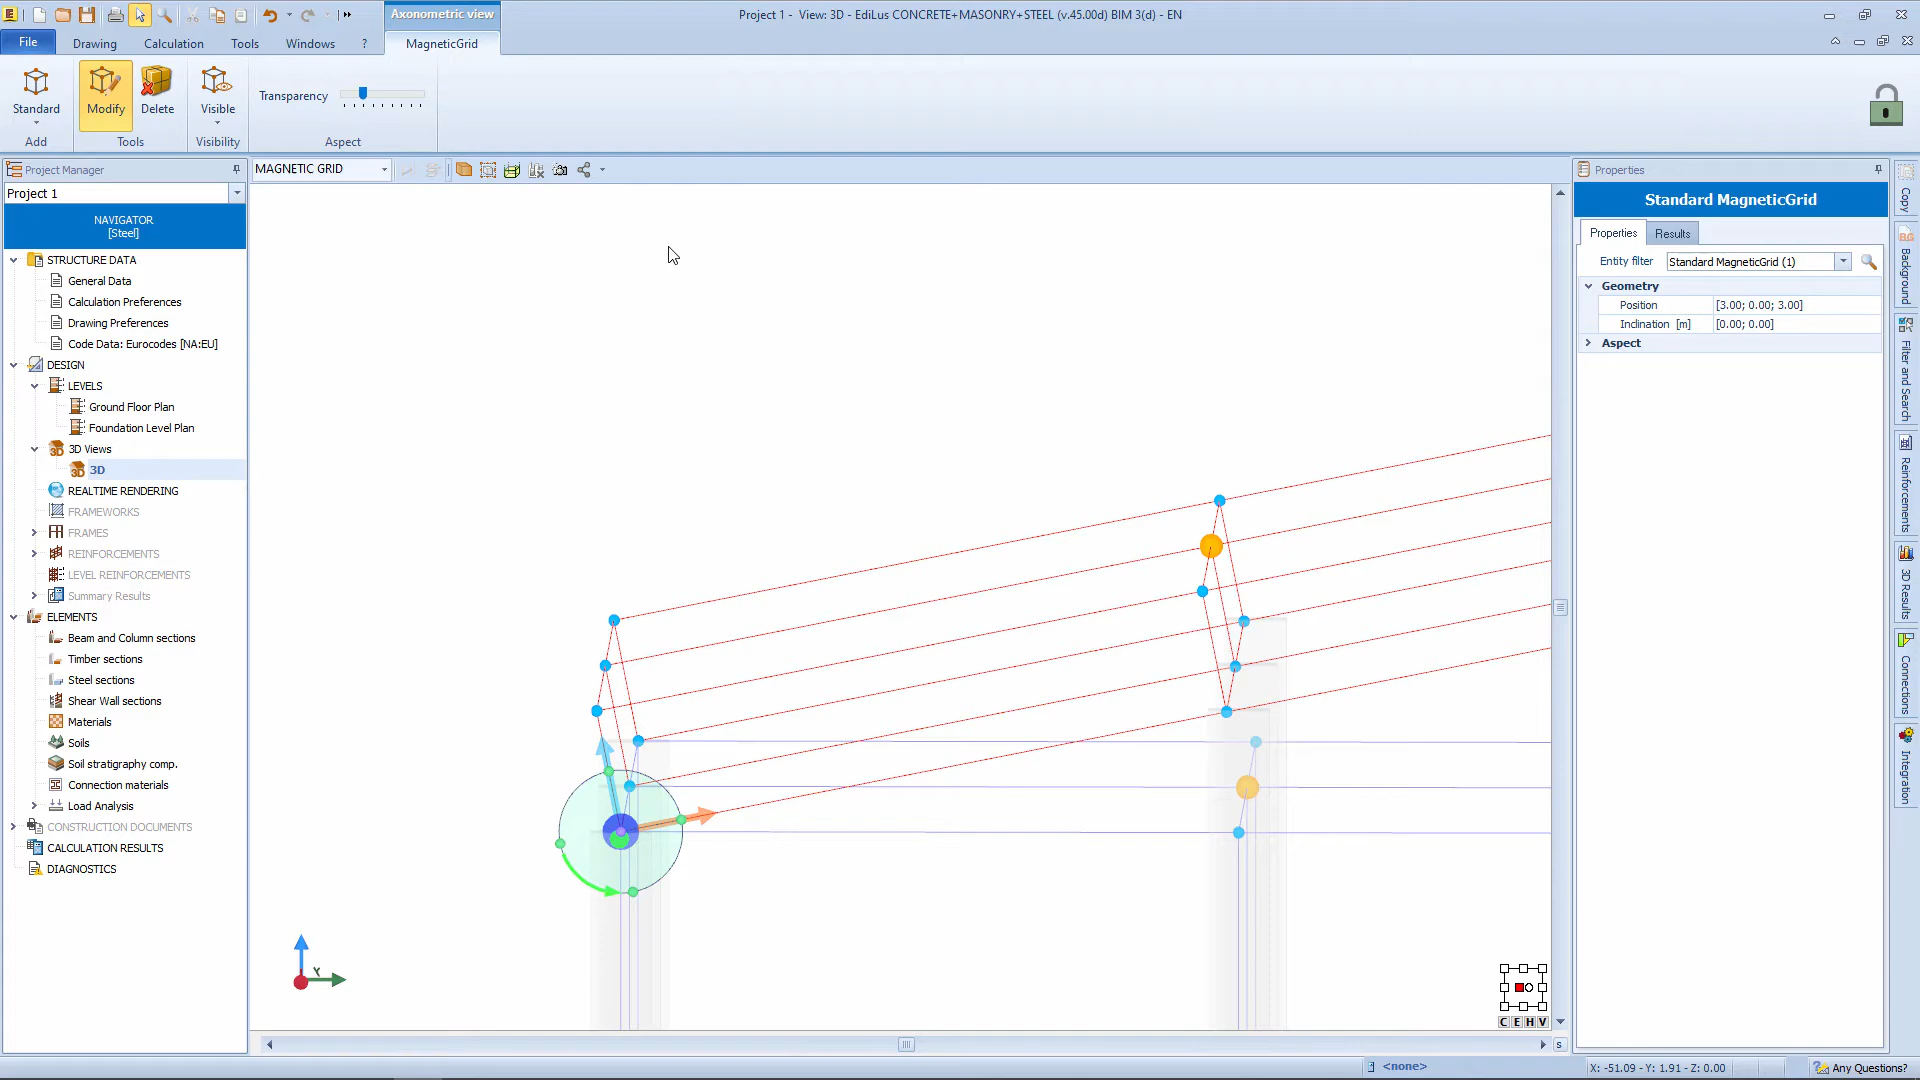 Axonometric view
Project 1 - View: 3D - EdiLus CONCRETE+MASONRY+STEEL (v.45.00d) BIM 3(d) - EN
File
Drawing
Calculation
Tools
Windows
?
MagneticGrid
Standard
Modify
Delete
Visible
Transparency
Add
Tools
Visibility
Aspect
Project Manager
Project 1
NAVIGATOR
[Steel]
STRUCTURE DATA
General Data
Calculation Preferences
Drawing Preferences
Code Data: Eurocodes [NA:EU]
DESIGN
LEVELS
Ground Floor Plan
Foundation Level Plan
3D Views
3D
REALTIME RENDERING
FRAMEWORKS
FRAMES
REINFORCEMENTS
LEVEL REINFORCEMENTS
Summary Results
ELEMENTS
Beam and Column sections
Timber sections
Steel sections
Shear Wall sections
Materials
Soils
Soil stratigraphy comp.
Connection materials
Load Analysis
CONSTRUCTION DOCUMENTS
CALCULATION RESULTS
DIAGNOSTICS
MAGNETIC GRID
Y
C E H V
S
Properties
Standard MagneticGrid
Properties
Results
Entity filter
Standard MagneticGrid (1)
Geometry
Position
[3.00; 0.00; 3.00]
Inclination [m]
[0.00; 0.00]
Aspect
Copy
Background
Filter and Search
Reinforcements
3D Results
Connections
Integration
<none>
X: -51.09 - Y: 1.91 - Z: 0.00
Any Questions?